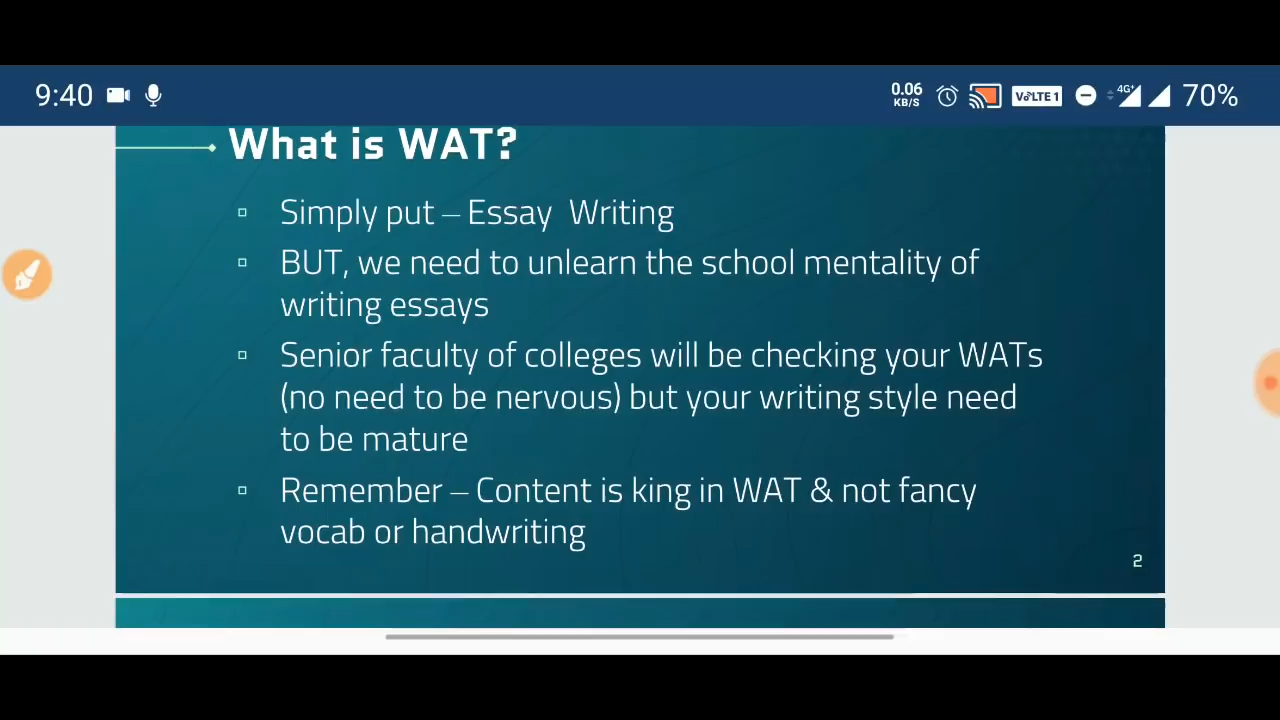 9:40
0.06
KB/S
VoLTE 1
4G+
70%
What is WAT?
Simply put – Essay Writing
BUT, we need to unlearn the school mentality of
writing essays
Senior faculty of colleges will be checking your WATs
(no need to be nervous) but your writing style need
to be mature
Remember – Content is king in WAT & not fancy
vocab or handwriting
2